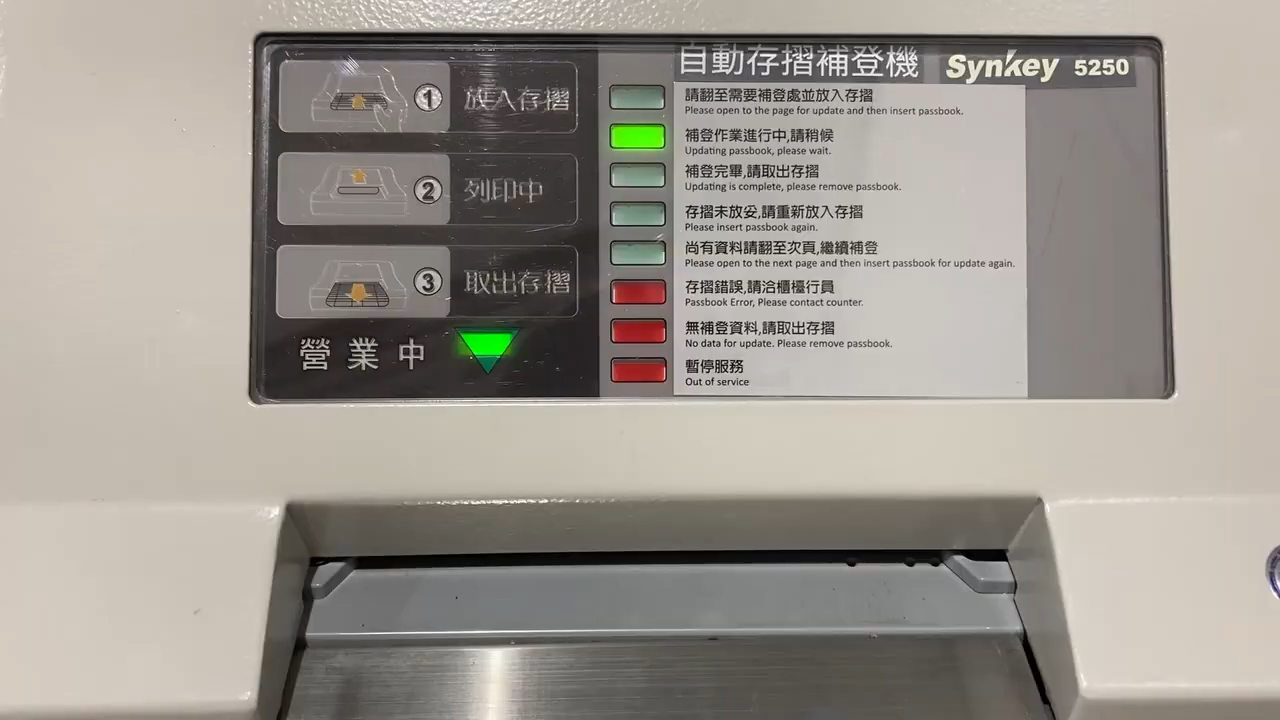 自動存摺補登機 Synkey 5250
① 放入存摺
② 列印中
③ 取出存摺
營業中
請翻至需要補登處並放入存摺
Please open to the page for update and then insert passbook.
補登作業進行中,請稍候
Updating passbook, please wait.
補登完畢,請取出存摺
Updating is complete, please remove passbook.
存摺未放妥,請重新放入存摺
Please insert passbook again.
尚有資料請翻至次頁,繼續補登
Please open to the next page and then insert passbook for update again.
存摺錯誤,請洽櫃檯行員
Passbook Error, Please contact counter.
無補登資料,請取出存摺
No data for update. Please remove passbook.
暫停服務
Out of service